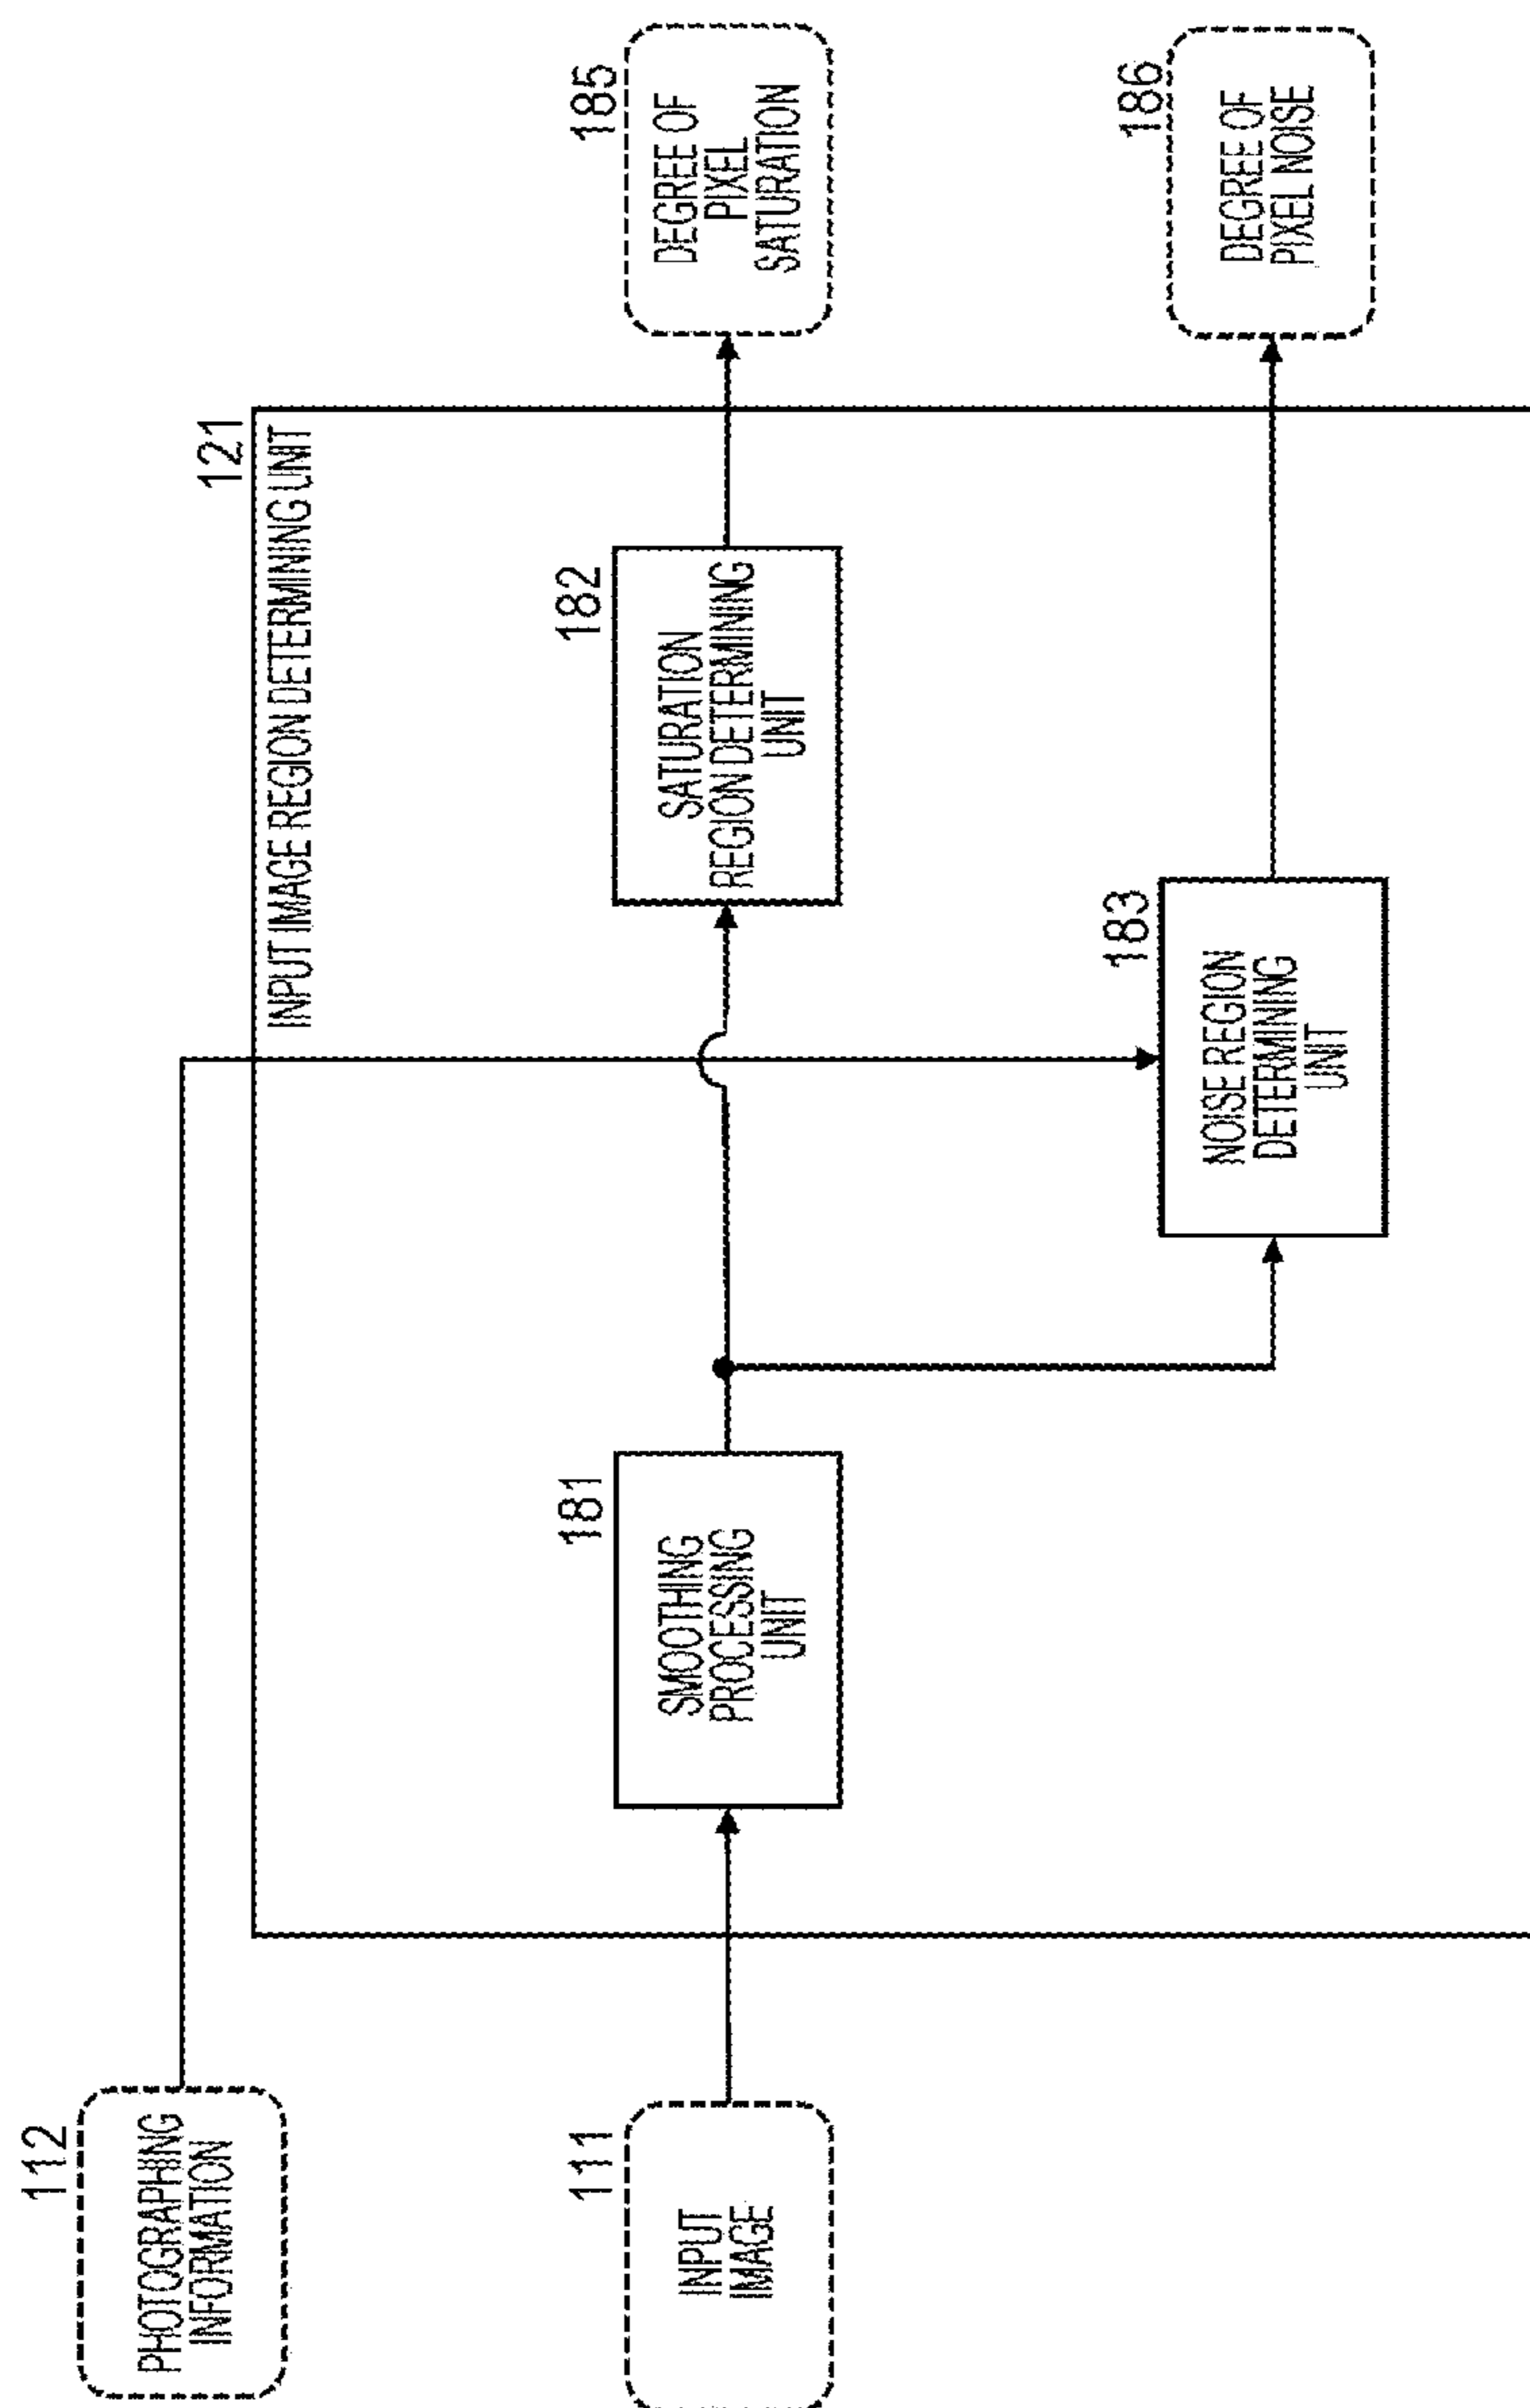 112
PHOTOGRAPHING
INFORMATION
121
INPUT IMAGE REGION DETERMINING UNIT
111
INPUT
IMAGE
181
SMOOTHING
PROCESSING
UNIT
182
SATURATION
REGION DETERMINING
UNIT
185
DEGREE OF
PIXEL
SATURATION
183
NOISE REGION
DETERMINING
UNIT
186
DEGREE OF
PIXEL NOISE